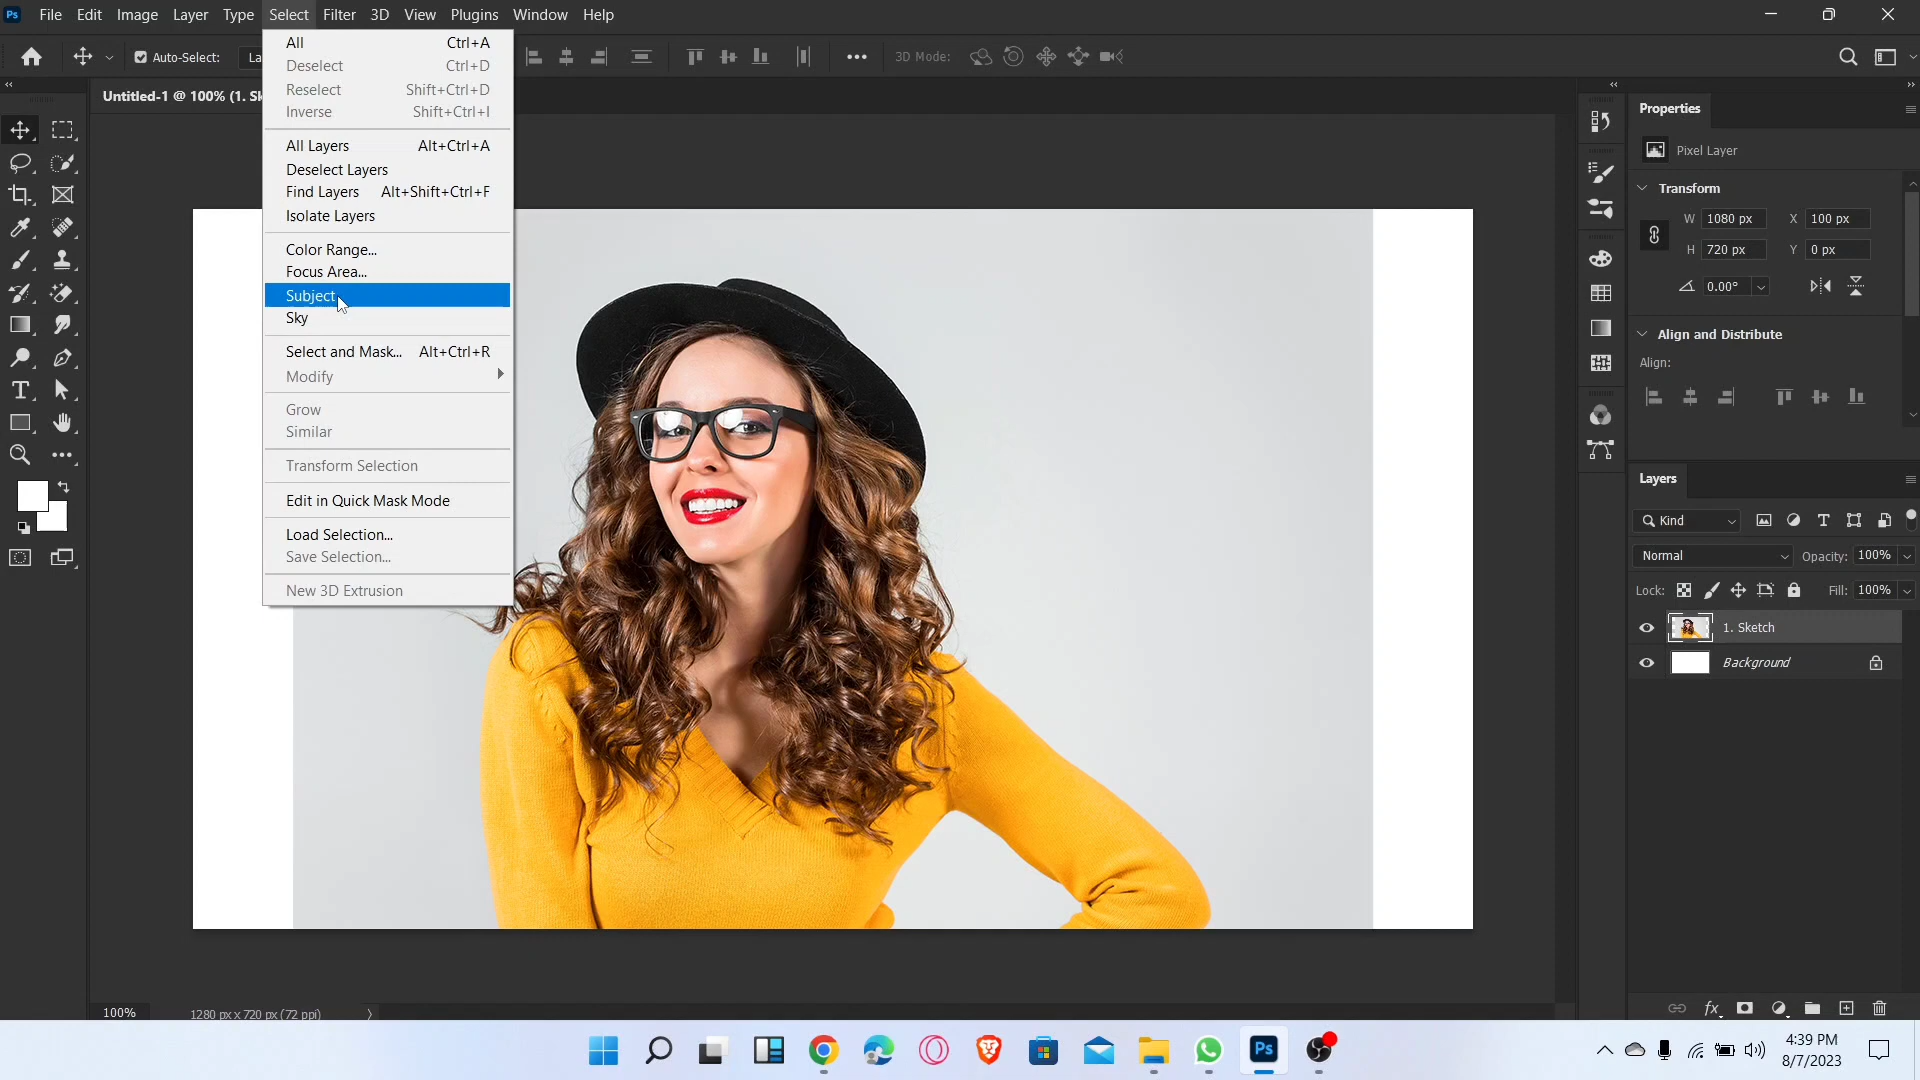 Ps File Edit Image Layer Type Select Filter 3D View Plugins Window Help
Auto-Select:
3D Mode:
Untitled-1 @ 100% (1. Sk
All Ctrl+A
Deselect Ctrl+D
Reselect Shift+Ctrl+D
Inverse Shift+Ctrl+I
All Layers Alt+Ctrl+A
Deselect Layers
Find Layers Alt+Shift+Ctrl+F
Isolate Layers
Color Range...
Focus Area...
Subject
Sky
Select and Mask... Alt+Ctrl+R
Modify
Grow
Similar
Transform Selection
Edit in Quick Mask Mode
Load Selection...
Save Selection...
New 3D Extrusion
Properties
Pixel Layer
Transform
W 1080 px X 100 px
H 720 px Y 0 px
0.00°
Align and Distribute
Align:
Layers
Kind
Normal Opacity: 100%
Lock: Fill: 100%
1. Sketch
Background
100% 1280 px x 720 px (72 ppi)
Ps
4:39 PM
8/7/2023